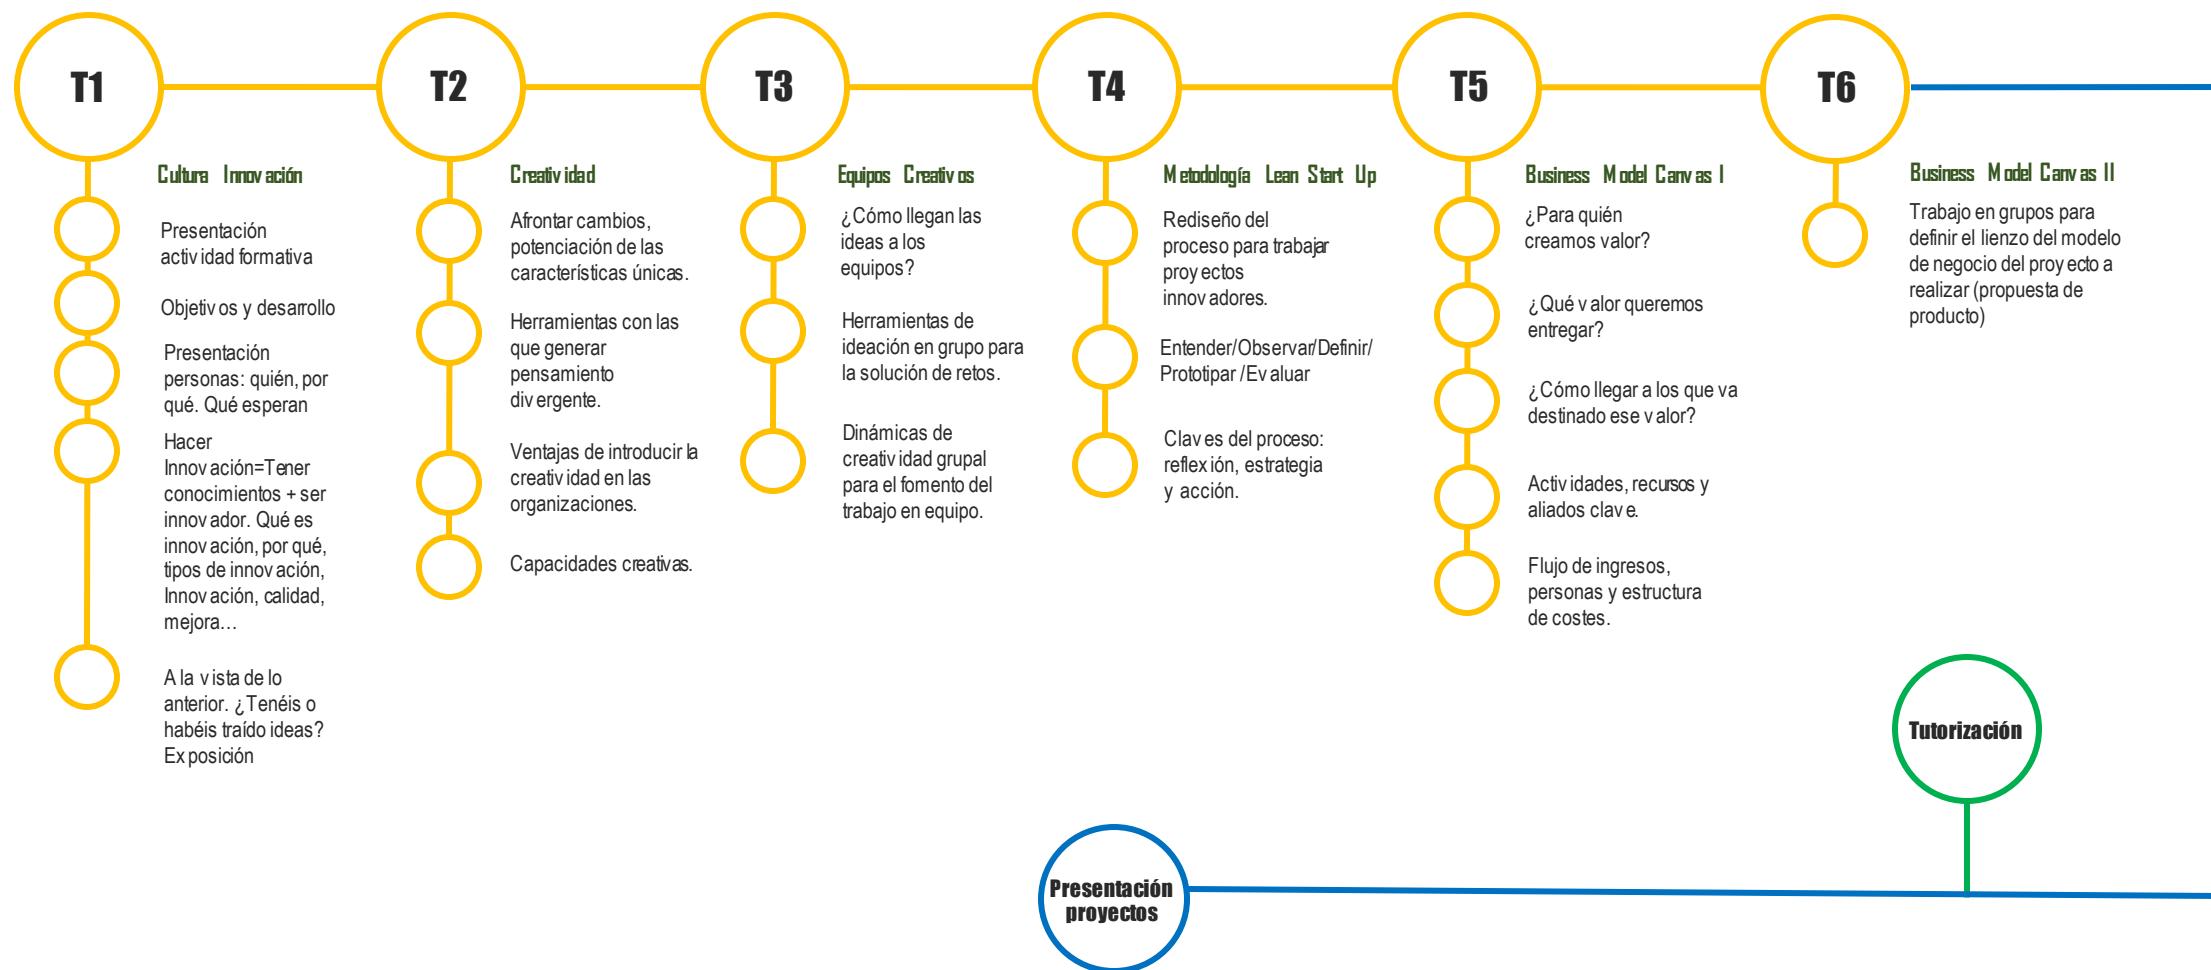 T1
T2
T3
T4
T5
T6
Cultura Innovación
Presentación
actividad formativa
Objetivos y desarrollo
Presentación
personas: quién, por
qué. Qué esperan
Hacer
Innovación=Tener
conocimientos + ser
innovador. Qué es
innovación, por qué,
tipos de innovación,
Innovación, calidad,
mejora…
A la vista de lo
anterior. ¿Tenéis o
habéis traído ideas?
Exposición
Creatividad
Afrontar cambios,
potenciación de las
características únicas.
Herramientas con las
que generar
pensamiento
divergente.
Ventajas de introducir la
creatividad en las
organizaciones.
Capacidades creativas.
Equipos Creativos
¿Cómo llegan las
ideas a los
equipos?
Herramientas de
ideación en grupo para
la solución de retos.
Dinámicas de
creatividad grupal
para el fomento del
trabajo en equipo.
Metodología Lean Start Up
Rediseño del
proceso para trabajar
proyectos
innovadores.
Entender/Observar/Definir/
Prototipar /Evaluar
Claves del proceso:
reflexión, estrategia
y acción.
Business Model Canvas I
¿Para quién
creamos valor?
¿Qué valor queremos
entregar?
¿Cómo llegar a los que va
destinado ese valor?
Actividades, recursos y
aliados clave.
Flujo de ingresos,
personas y estructura
de costes.
Business Model Canvas II
Trabajo en grupos para
definir el lienzo del modelo
de negocio del proyecto a
realizar (propuesta de
producto)
Tutorización
Presentación
proyectos